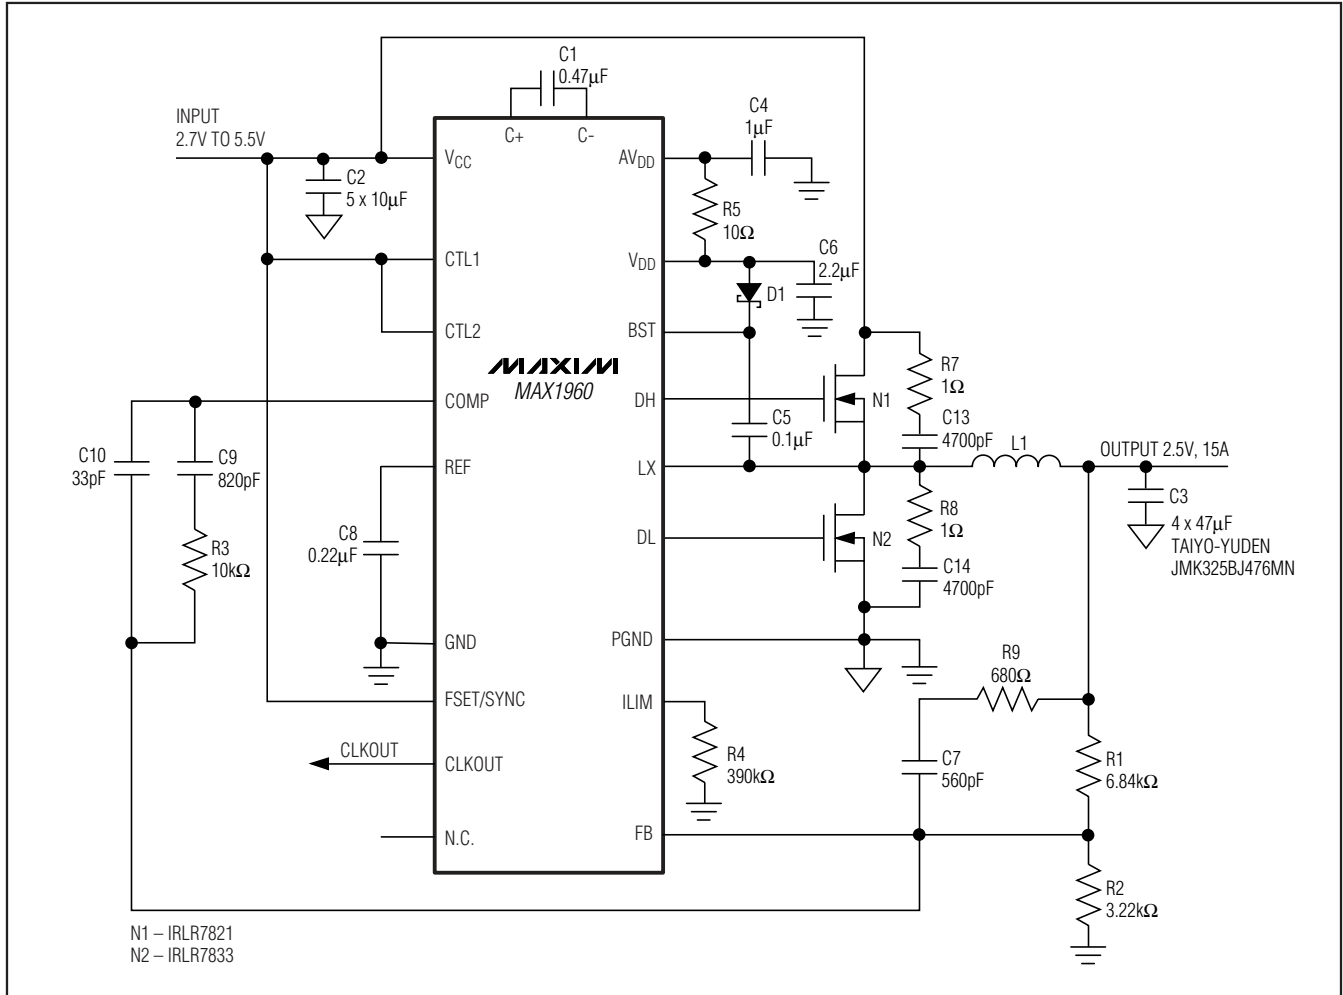 C1
0.47µF
INPUT
2.7V TO 5.5V
C+
C-
C4
1µF
VCC
AVDD
C2
5 x 10µF
R5
10Ω
CTL1
VDD
C6
2.2µF
D1
CTL2
BST
MAXIM
MAX1960
R7
1Ω
COMP
DH
N1
C5
0.1µF
C13
4700pF
L1
OUTPUT 2.5V, 15A
C10
33pF
C9
820pF
REF
LX
C3
4 x 47µF
TAIYO-YUDEN
JMK325BJ476MN
R8
1Ω
C8
0.22µF
DL
N2
R3
10kΩ
C14
4700pF
GND
PGND
R9
680Ω
FSET/SYNC
ILIM
CLKOUT
CLKOUT
R4
390kΩ
C7
560pF
R1
6.84kΩ
N.C.
FB
R2
3.22kΩ
N1 – IRLR7821
N2 – IRLR7833